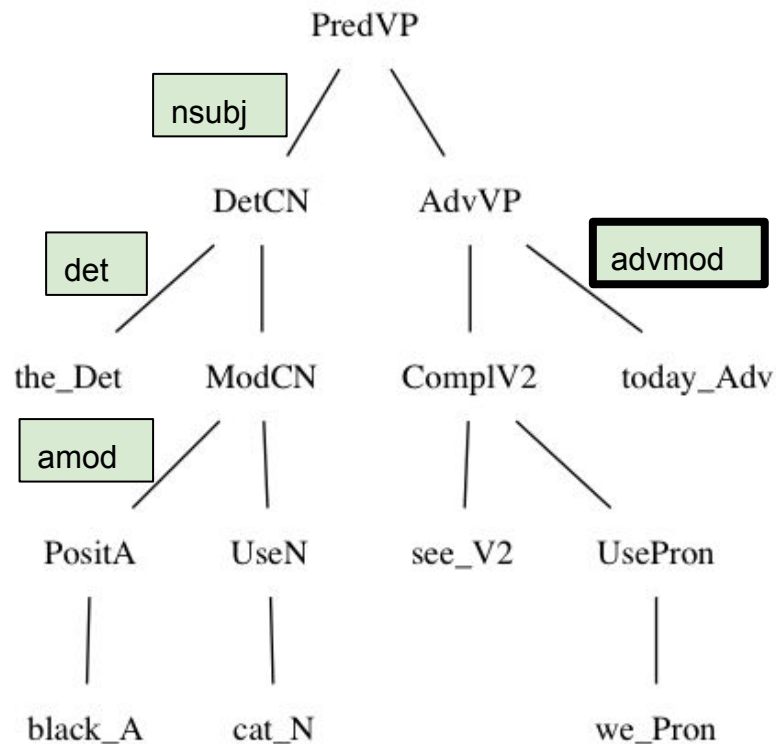 PredVP
nsubj
DetCN AdvVP
det advmod
the_Det ModCN ComplV2 today_Adv
amod
PositA UseN see_V2 UsePron
black_A cat_N we_Pron